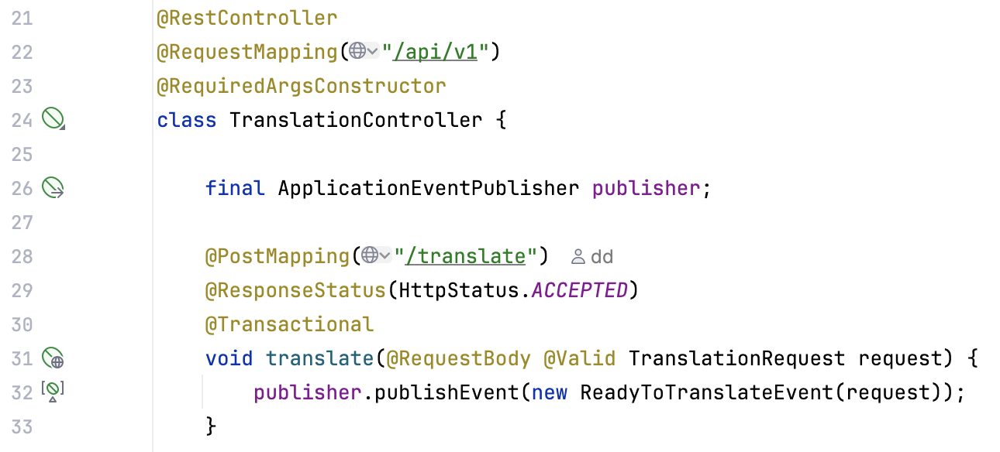 21 @RestController
22 @RequestMapping("/api/v1")
23 @RequiredArgsConstructor
24 class TranslationController {
25
26 final ApplicationEventPublisher publisher;
27
28 @PostMapping("/translate") dd
29 @ResponseStatus(HttpStatus.ACCEPTED)
30 @Transactional
31 void translate(@RequestBody @Valid TranslationRequest request) {
32 publisher.publishEvent(new ReadyToTranslateEvent(request));
33 }